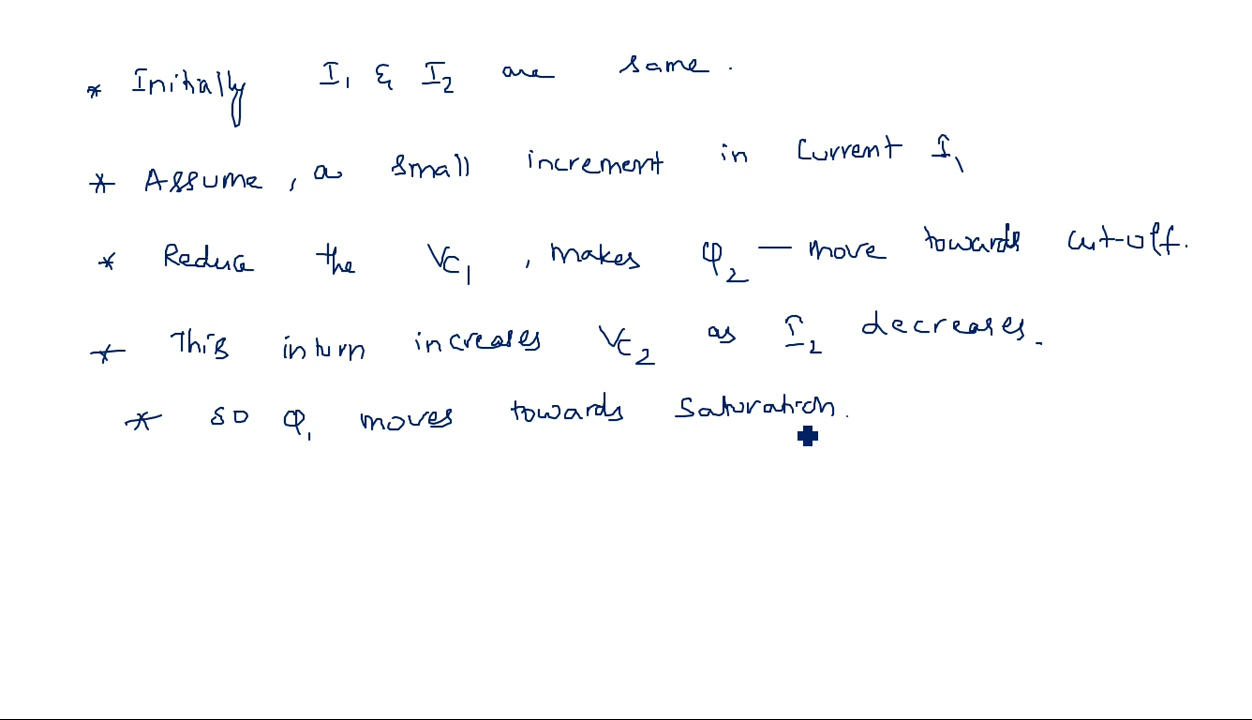 * Initially I1 & I2 are same.
* Assume, a small increment in current I1
* Reduce the VC1, makes Q2 — move towards cut-off.
* This inturn increases VC2 as I2 decreases.
* so Q1 moves towards saturation.